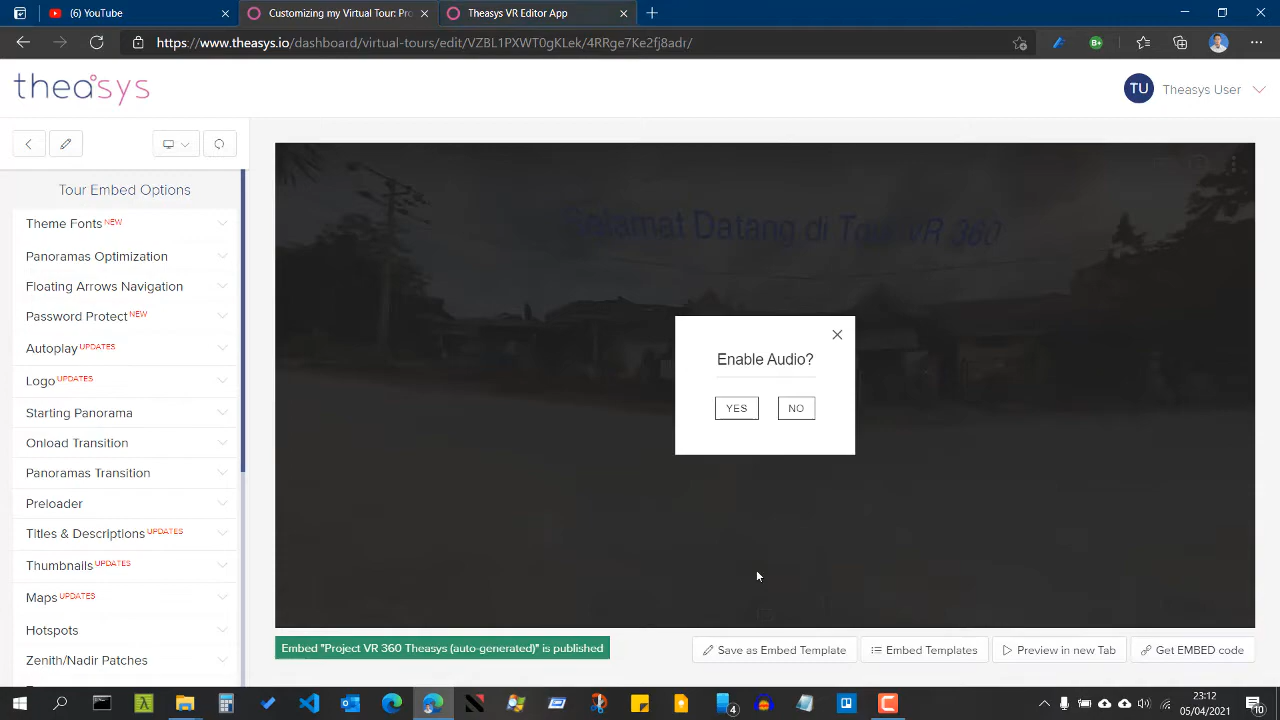 (6) YouTube
Customizing my Virtual Tour: Pro
Theasys VR Editor App
https://www.theasys.io/dashboard/virtual-tours/edit/VZBL1PXWT0gKLek/4RRge7Ke2fj8adr/
theasys
TU
Theasys User
Tour Embed Options
Theme Fonts NEW
Panoramas Optimization
Floating Arrows Navigation
Password Protect NEW
Autoplay UPDATES
Logo UPDATES
Starting Panorama
Onload Transition
Panoramas Transition
Preloader
Titles & Descriptions UPDATES
Thumbnails UPDATES
Maps UPDATES
Hotspots
Zenith/Nadir Patches
Selamat Datang di Tour VR 360
Enable Audio?
YES
NO
Embed "Project VR 360 Theasys (auto-generated)" is published
Save as Embed Template
Embed Templates
Preview in new Tab
Get EMBED code
4
23:12
05/04/2021